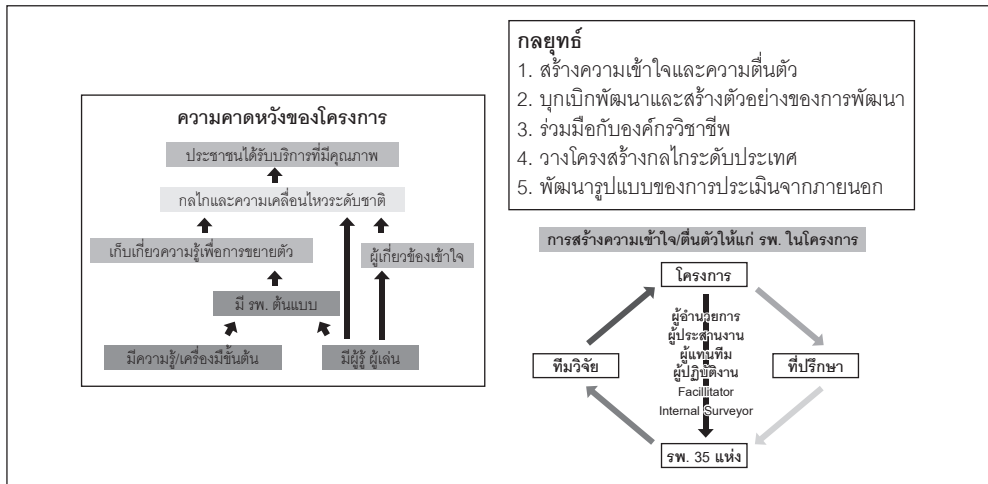 ความคาดหวังของโครงการ
ประชาชนได้รับบริการที่มีคุณภาพ
กลไกและความเคลื่อนไหวระดับชาติ
เก็บเกี่ยวความรู้เพื่อการขยายตัว
ผู้เกี่ยวข้องเข้าใจ
มี รพ. ต้นแบบ
มีความรู้/เครื่องมือขั้นต้น
มีผู้รู้ ผู้เล่น
กลยุทธ์
1. สร้างความเข้าใจและความตื่นตัว
2. บุกเบิกพัฒนาและสร้างตัวอย่างของการพัฒนา
3. ร่วมมือกับองค์กรวิชาชีพ
4. วางโครงสร้างกลไกระดับประเทศ
5. พัฒนารูปแบบของการประเมินจากภายนอก
การสร้างความเข้าใจ/ตื่นตัวให้แก่ รพ. ในโครงการ
โครงการ
ผู้อำนวยการ
ผู้ประสานงาน
ผู้แทนทีม
ผู้ปฏิบัติงาน
Facillitator
Internal Surveyor
ทีมวิจัย
ที่ปรึกษา
รพ. 35 แห่ง